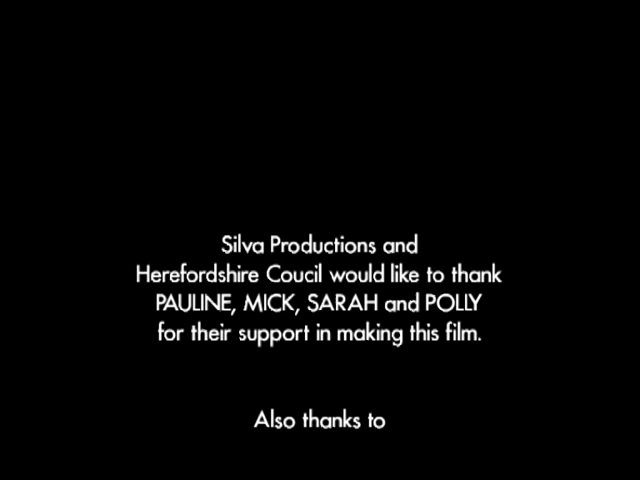 Silva Productions and
Herefordshire Coucil would like to thank
PAULINE, MICK, SARAH and POLLY
for their support in making this film.
Also thanks to